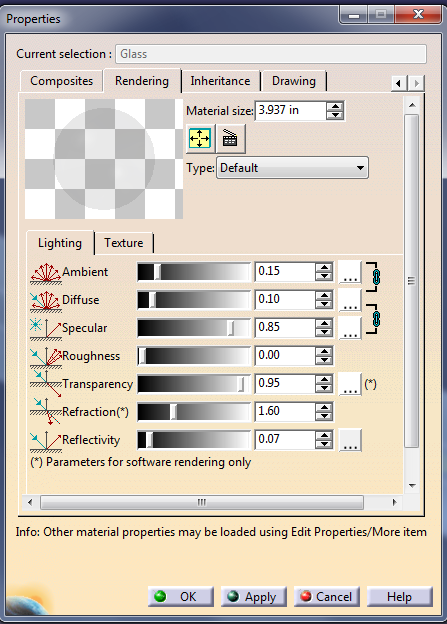 Properties
Current selection : Glass
Composites Rendering Inheritance Drawing
Material size: 3.937 in
Type: Default
Lighting Texture
Ambient 0.15 ...
Diffuse 0.10 ...
Specular 0.85 ...
Roughness 0.00
Transparency 0.95 ... (*)
Refraction(*) 1.60
Reflectivity 0.07 ...
(*) Parameters for software rendering only
Info: Other material properties may be loaded using Edit Properties/More item
OK Apply Cancel Help